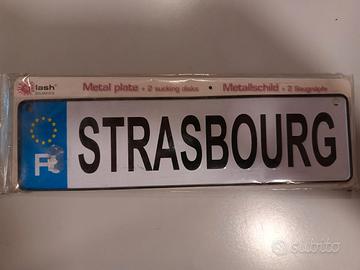 flash®
Metal plate + 2 sucking disks • Metallschild + 2 Saugnäpfe
STRASBOURG
F
subito